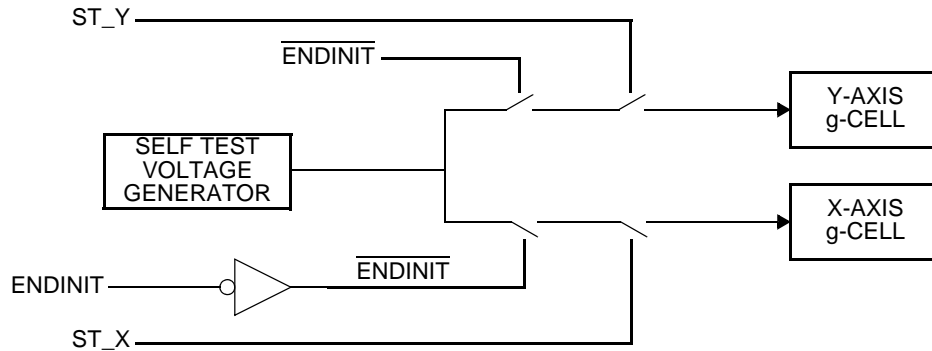 ST_Y
ENDINIT
Y-AXIS
g-CELL
SELF TEST
VOLTAGE
GENERATOR
X-AXIS
g-CELL
ENDINIT
ENDINIT
ST_X